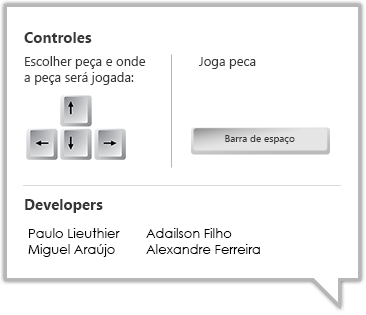 Controles
Escolher peça e onde
a peça será jogada:
Joga peca
Barra de espaço
Developers
Paulo Lieuthier
Miguel Araújo
Adailson Filho
Alexandre Ferreira